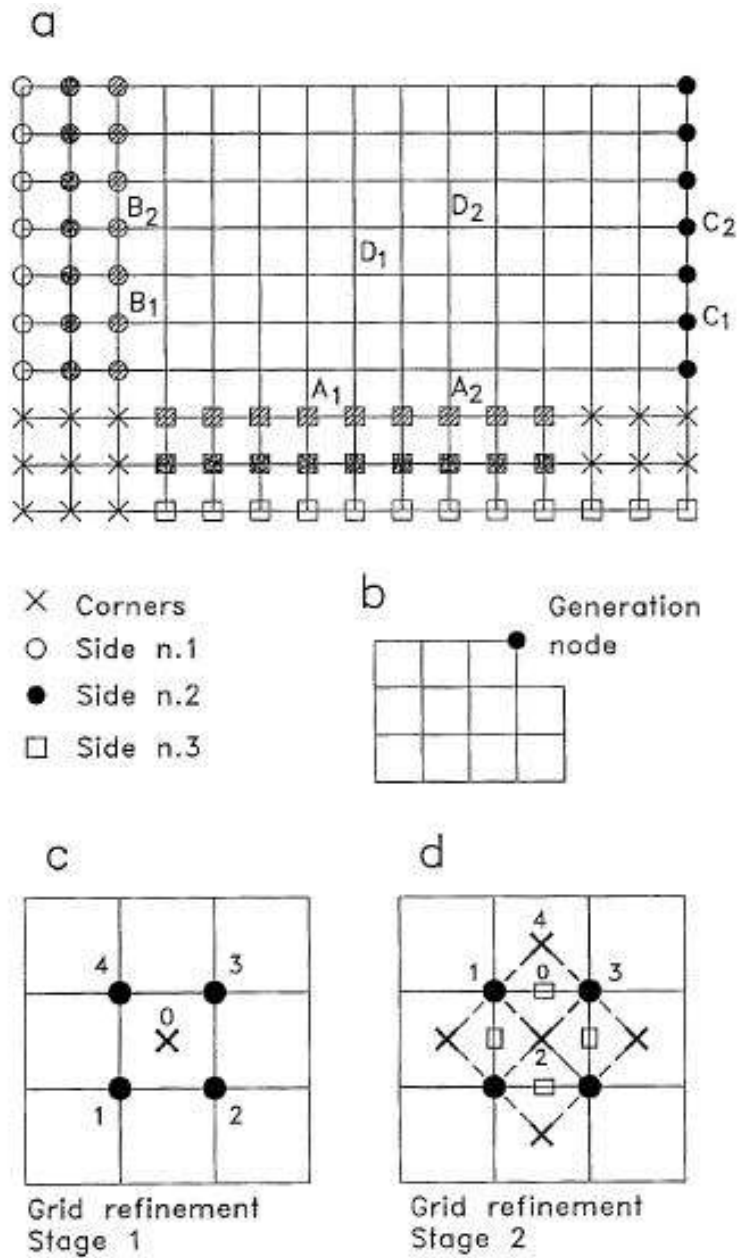 a
B2
D2
C2
D1
B1
C1
A1 A2
Corners
Side n.1
Side n.2
Side n.3
b
Generation
node
c
4 3
0
1 2
Grid refinement
Stage 1
d
4
1 0 3
2
Grid refinement
Stage 2